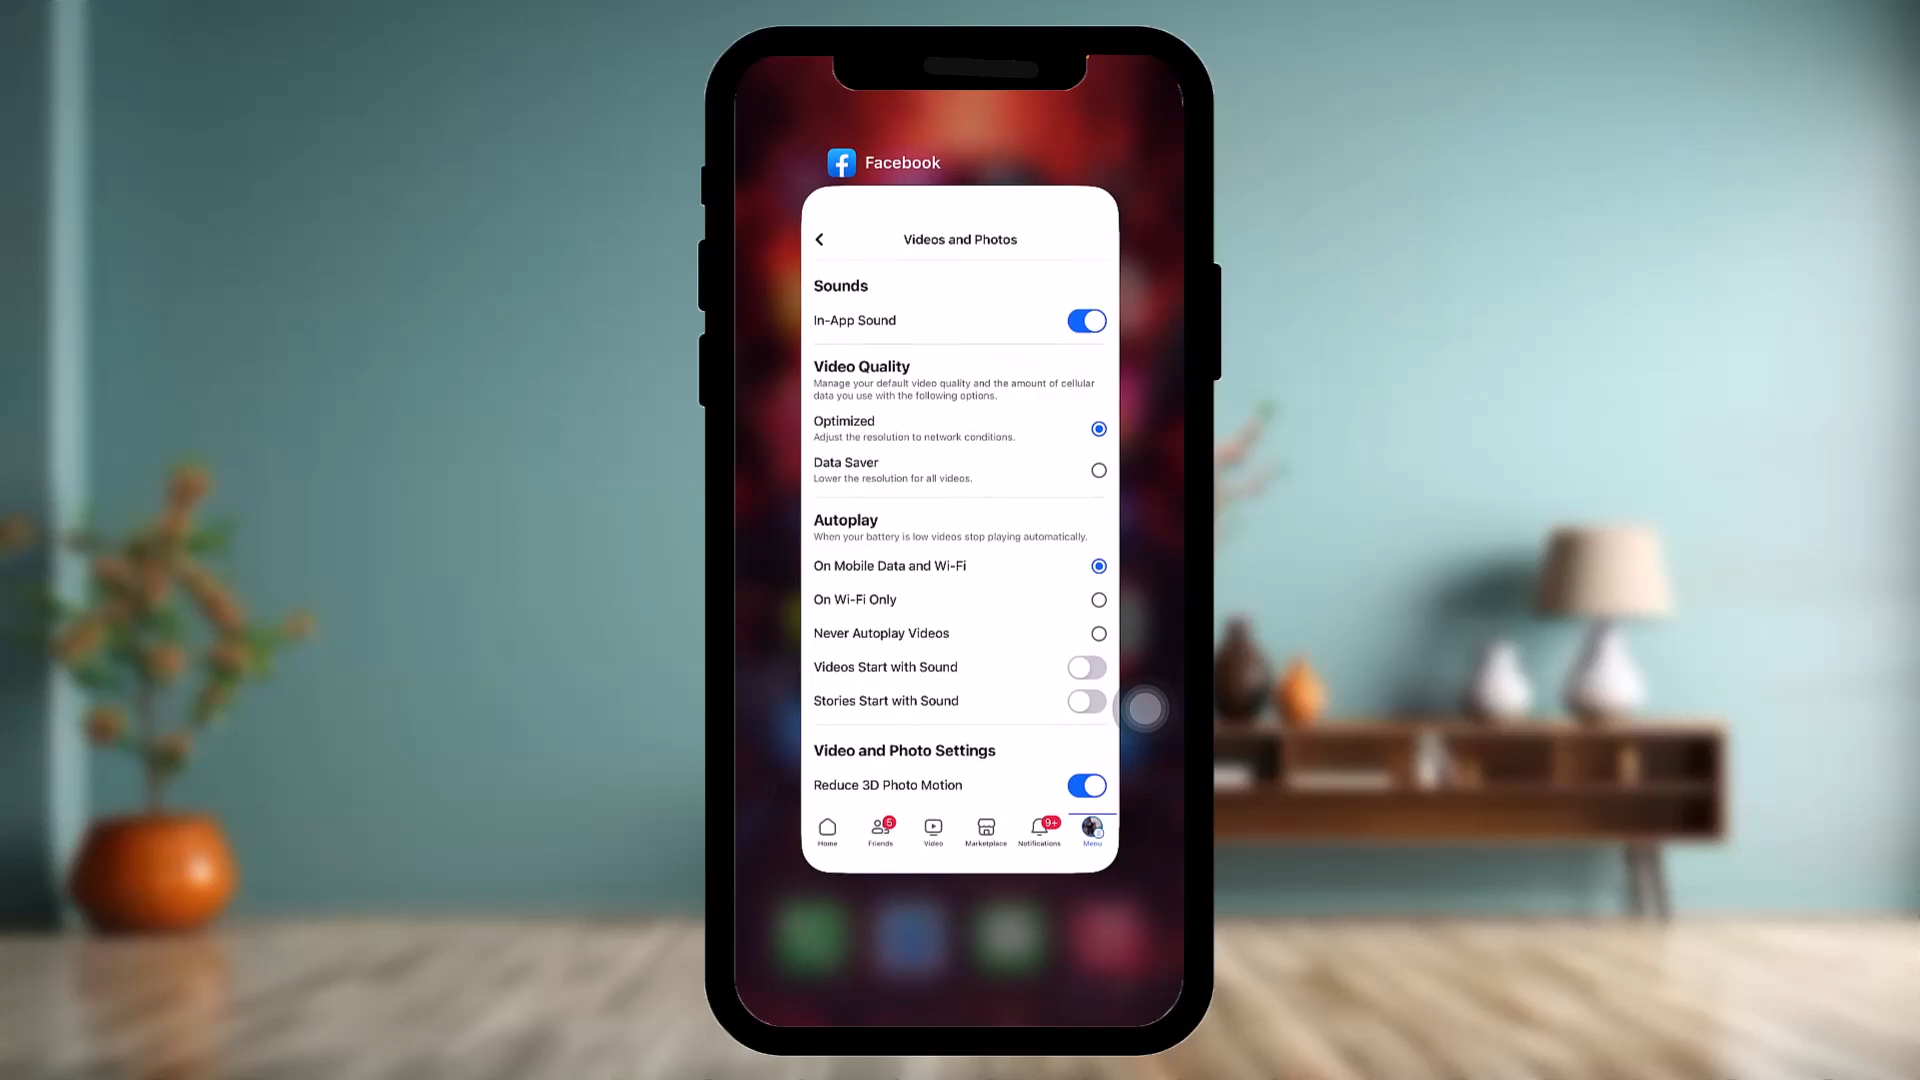 Facebook
Videos and Photos
Sounds
In-App Sound
Video Quality
Manage your default video quality and the amount of cellular
data you use with the following options.
Optimized
Adjust the resolution to network conditions.
Data Saver
Lower the resolution for all videos.
Autoplay
When your battery is low videos stop playing automatically.
On Mobile Data and Wi-Fi
On Wi-Fi Only
Never Autoplay Videos
Videos Start with Sound
Stories Start with Sound
Video and Photo Settings
Reduce 3D Photo Motion
5
9+
Home Friends Video Marketplace Notifications Menu